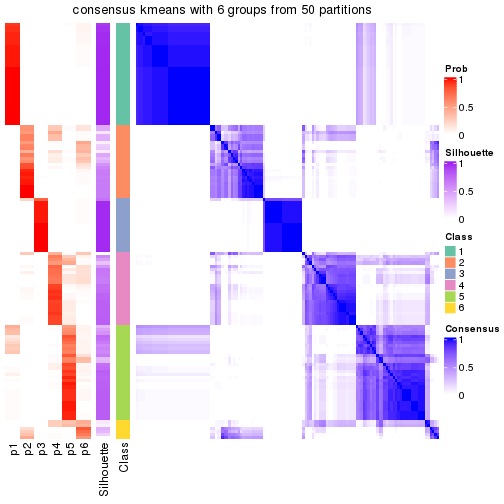 consensus kmeans with 6 groups from 50 partitions
Prob
1
0.5
0
Silhouette
1
0.5
0
Class
1
2
3
4
5
6
Consensus
1
0.5
0
p1
p2
p3
p4
p5
p6
Silhouette
Class